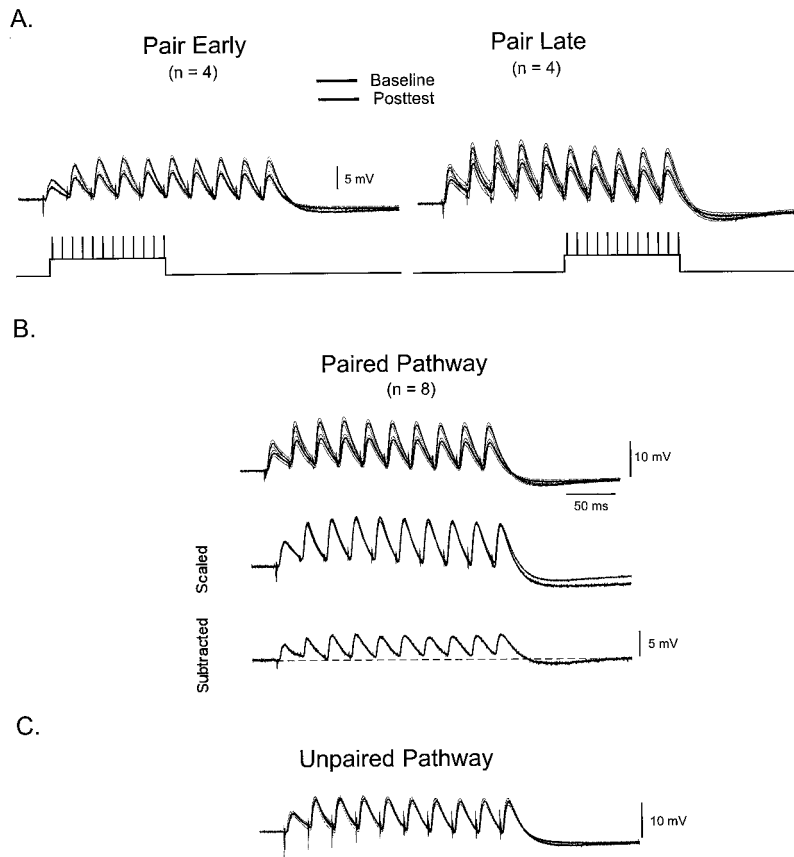 A.
Pair Early
(n = 4)
Pair Late
(n = 4)
Baseline
Posttest
5 mV
B.
Paired Pathway
(n = 8)
10 mV
50 ms
Scaled
Subtracted
5 mV
C.
Unpaired Pathway
10 mV